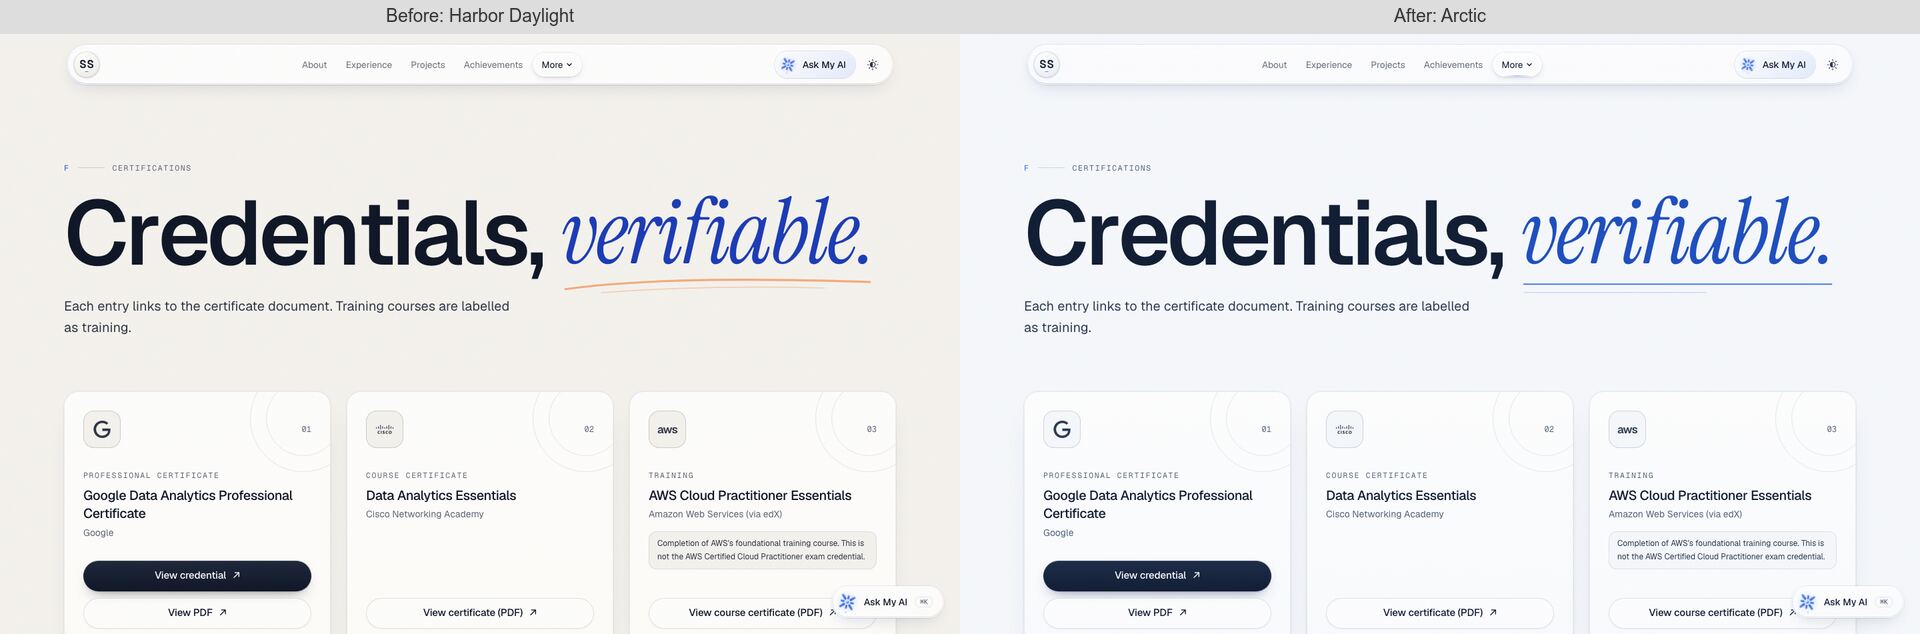 Before: Harbor Daylight
SS
About Experience Projects Achievements More
Ask My AI
F CERTIFICATIONS
Credentials, verifiable.
Each entry links to the certificate document. Training courses are labelled
as training.
G
01
PROFESSIONAL CERTIFICATE
Google Data Analytics Professional
Certificate
Google
View credential ↗
View PDF ↗
CISCO
02
COURSE CERTIFICATE
Data Analytics Essentials
Cisco Networking Academy
View certificate (PDF) ↗
aws
03
TRAINING
AWS Cloud Practitioner Essentials
Amazon Web Services (via edX)
Completion of AWS's foundational training course. This is
not the AWS Certified Cloud Practitioner exam credential.
View course certificate (PDF) ↗
Ask My AI ⌘K
After: Arctic
SS
About Experience Projects Achievements More
Ask My AI
F CERTIFICATIONS
Credentials, verifiable.
Each entry links to the certificate document. Training courses are labelled
as training.
G
01
PROFESSIONAL CERTIFICATE
Google Data Analytics Professional
Certificate
Google
View credential ↗
View PDF ↗
CISCO
02
COURSE CERTIFICATE
Data Analytics Essentials
Cisco Networking Academy
View certificate (PDF) ↗
aws
03
TRAINING
AWS Cloud Practitioner Essentials
Amazon Web Services (via edX)
Completion of AWS's foundational training course. This is
not the AWS Certified Cloud Practitioner exam credential.
View course certificate (PDF) ↗
Ask My AI ⌘K